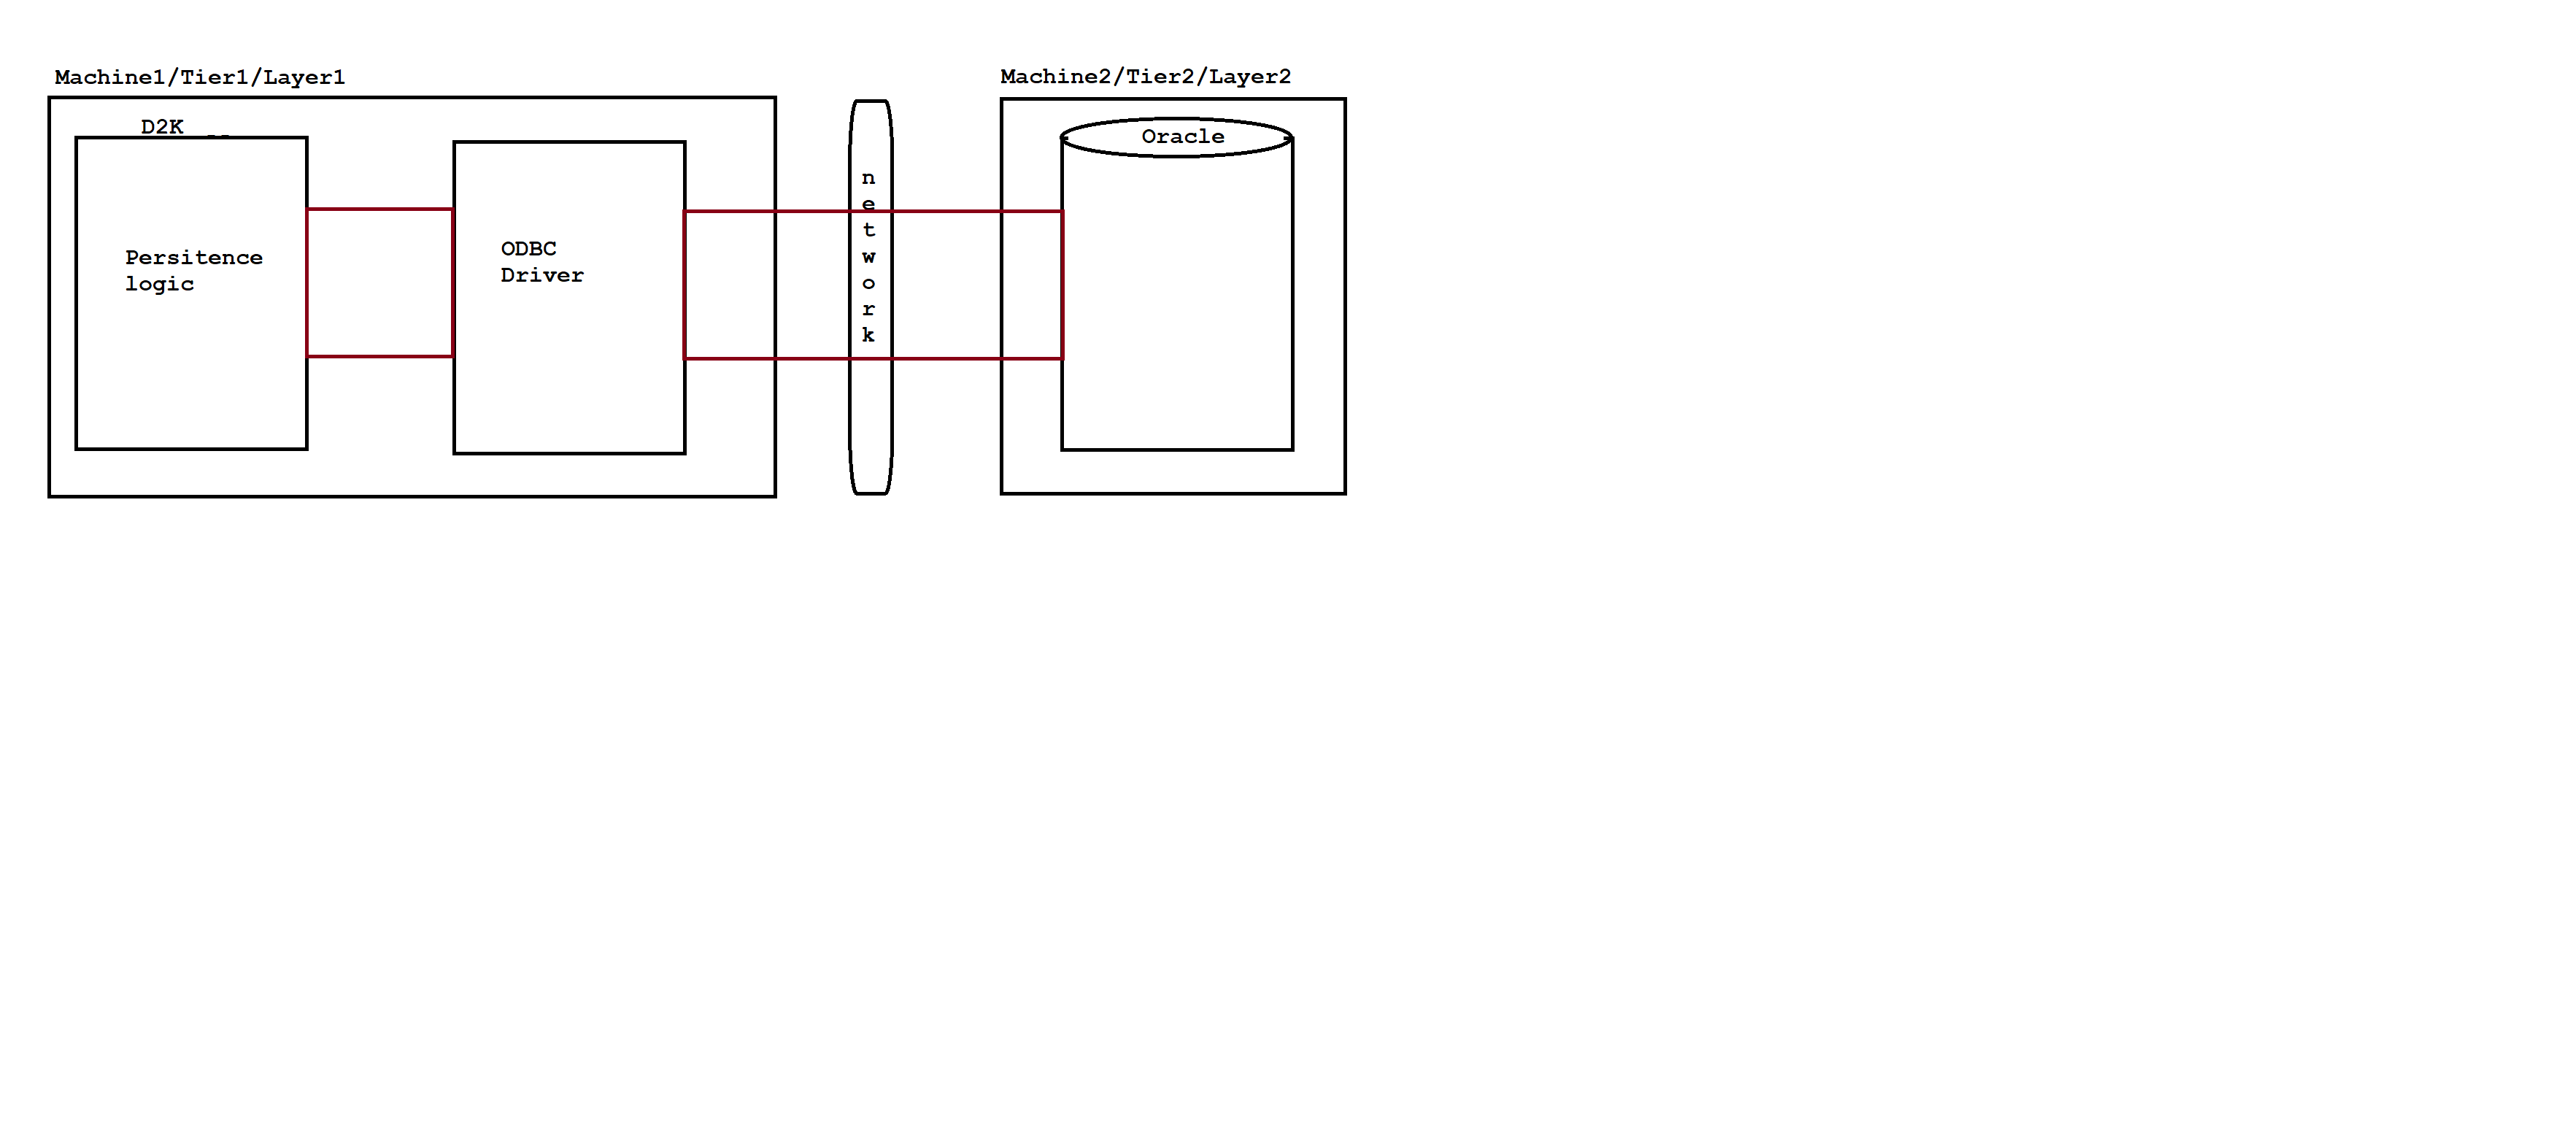 Machine1/Tier1/Layer1
D2K
Persitence
logic
ODBC
Driver
n
e
t
w
o
r
k
Machine2/Tier2/Layer2
Oracle